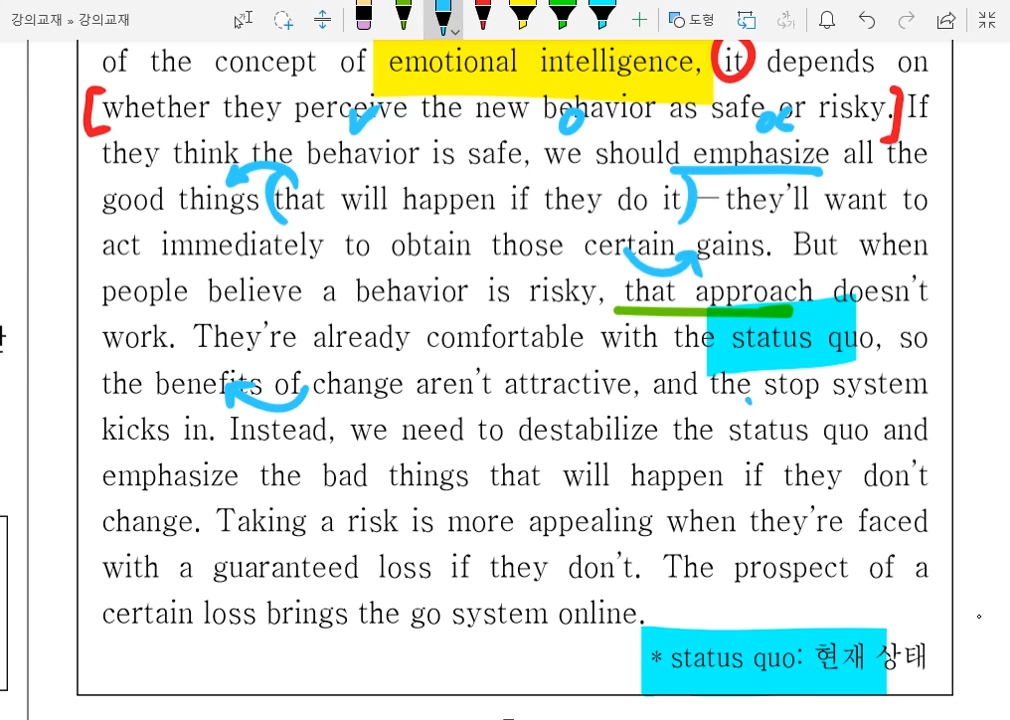 강의교재 » 강의교재
도형
of the concept of emotional intelligence, it depends on
whether they perceive the new behavior as safe or risky. If
they think the behavior is safe, we should emphasize all the
good things that will happen if they do it—they'll want to
act immediately to obtain those certain gains. But when
people believe a behavior is risky, that approach doesn't
work. They're already comfortable with the status quo, so
the benefits of change aren't attractive, and the stop system
kicks in. Instead, we need to destabilize the status quo and
emphasize the bad things that will happen if they don't
change. Taking a risk is more appealing when they're faced
with a guaranteed loss if they don't. The prospect of a
certain loss brings the go system online.
* status quo: 현재 상태